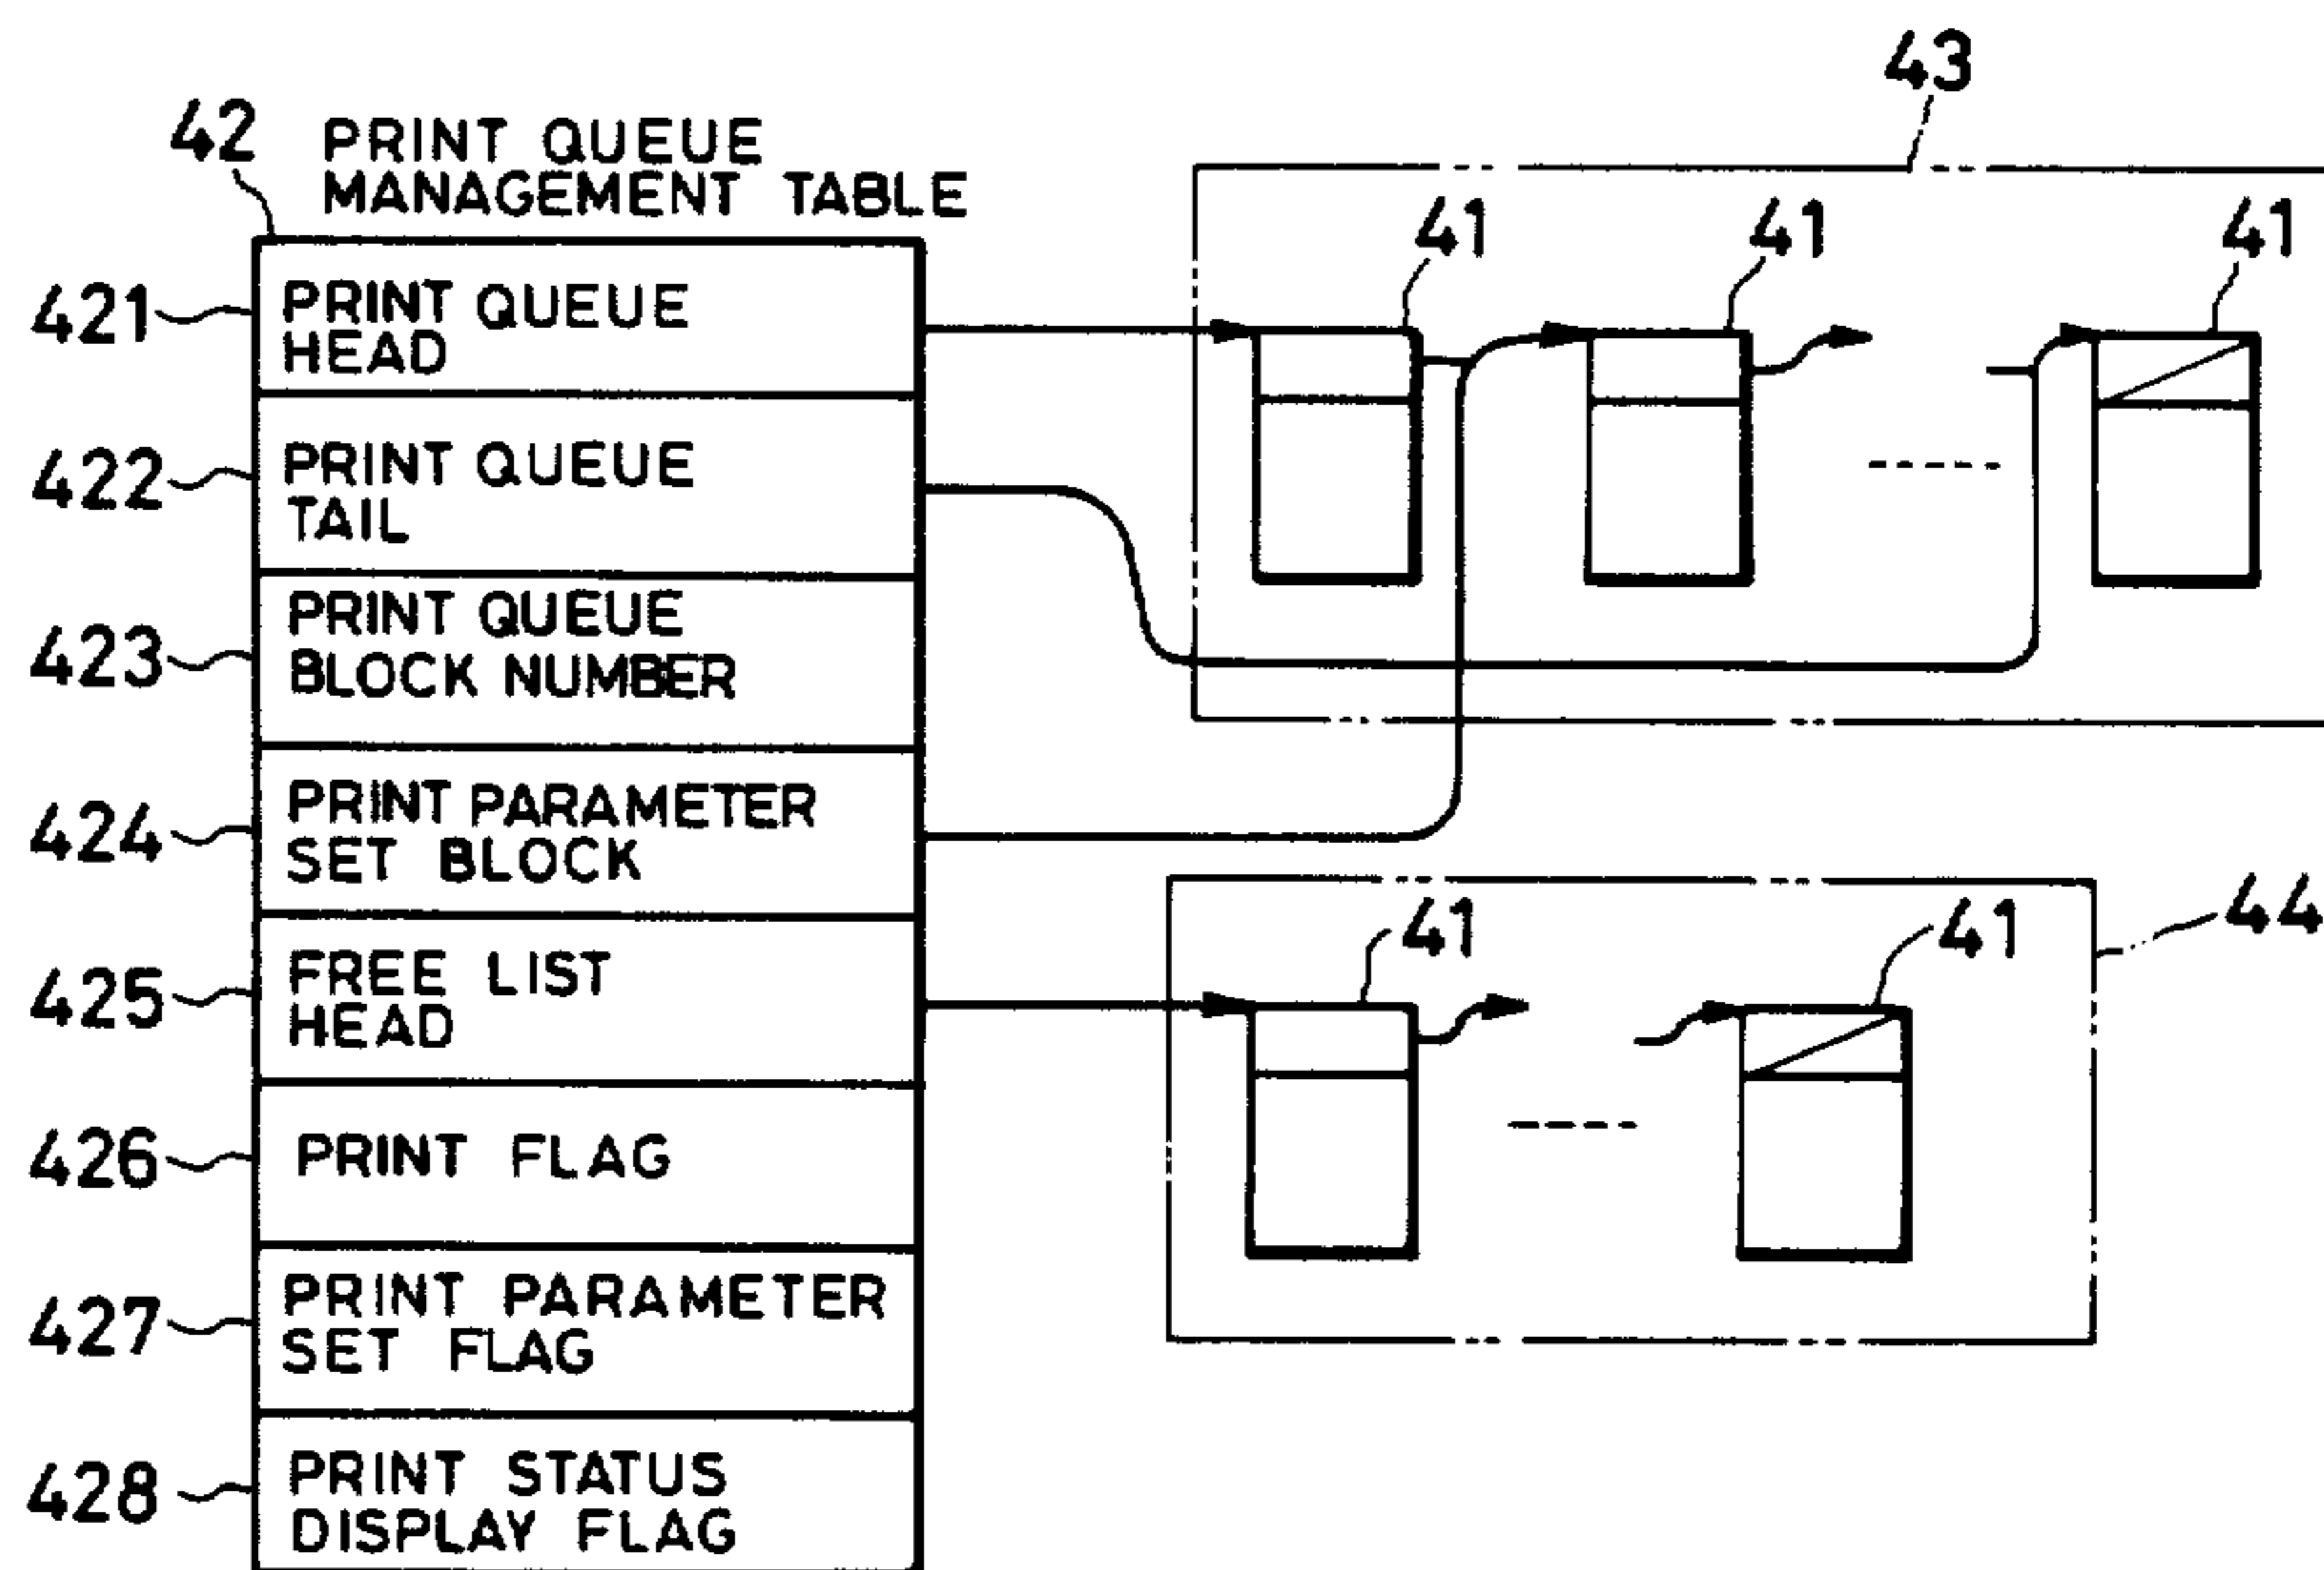 43
42 PRINT QUEUE
MANAGEMENT TABLE
41 41 41
421 PRINT QUEUE
HEAD
422 PRINT QUEUE
TAIL
423 PRINT QUEUE
BLOCK NUMBER
424 PRINT PARAMETER
SET BLOCK
44
41 41
425 FREE LIST
HEAD
426 PRINT FLAG
427 PRINT PARAMETER
SET FLAG
428 PRINT STATUS
DISPLAY FLAG